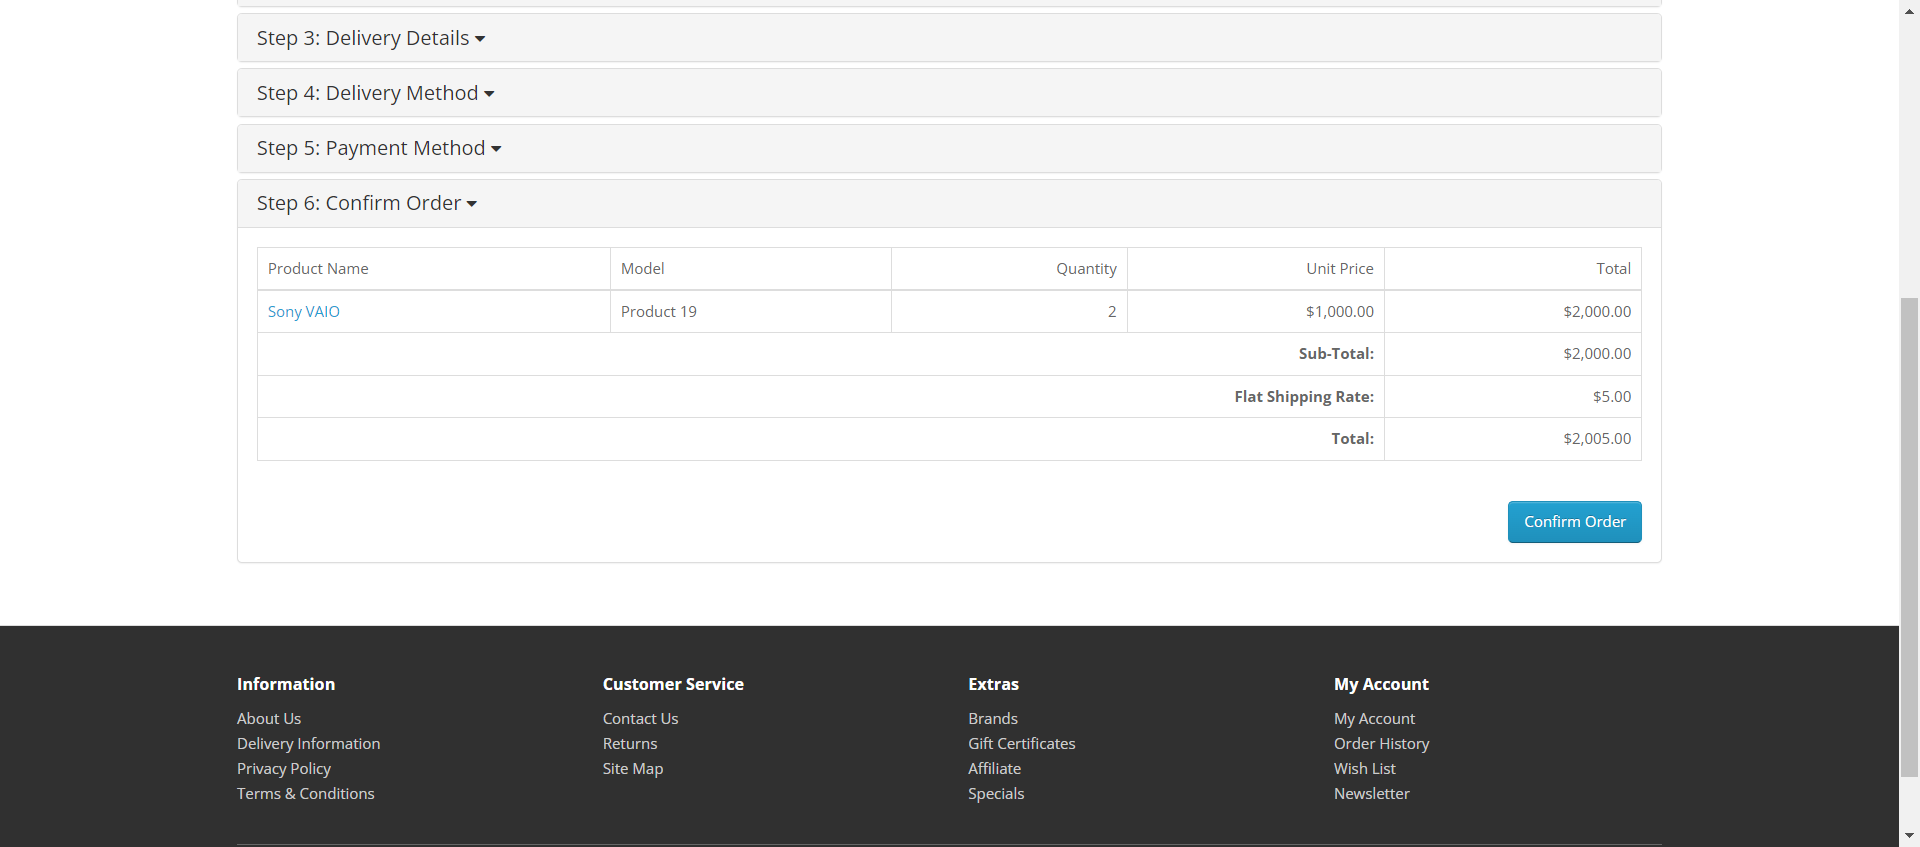 Step 3: Delivery Details
Step 4: Delivery Method
Step 5: Payment Method
Step 6: Confirm Order
Product Name Model Quantity Unit Price Total
Sony VAIO Product 19 2 $1,000.00 $2,000.00
Sub-Total: $2,000.00
Flat Shipping Rate: $5.00
Total: $2,005.00
Confirm Order
Information
About Us
Delivery Information
Privacy Policy
Terms & Conditions
Customer Service
Contact Us
Returns
Site Map
Extras
Brands
Gift Certificates
Affiliate
Specials
My Account
My Account
Order History
Wish List
Newsletter